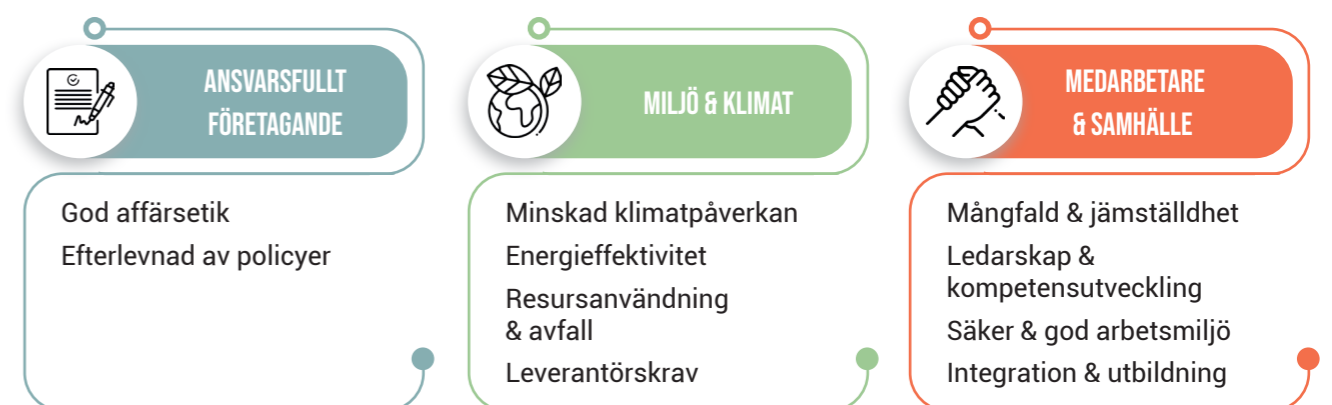 ANSVARSFULLT
FÖRETAGANDE
God affärsetik
Efterlevnad av policyer
MILJÖ & KLIMAT
Minskad klimatpåverkan
Energieffektivitet
Resursanvändning
& avfall
Leverantörskrav
MEDARBETARE
& SAMHÄLLE
Mångfald & jämställdhet
Ledarskap &
kompetensutveckling
Säker & god arbetsmiljö
Integration & utbildning